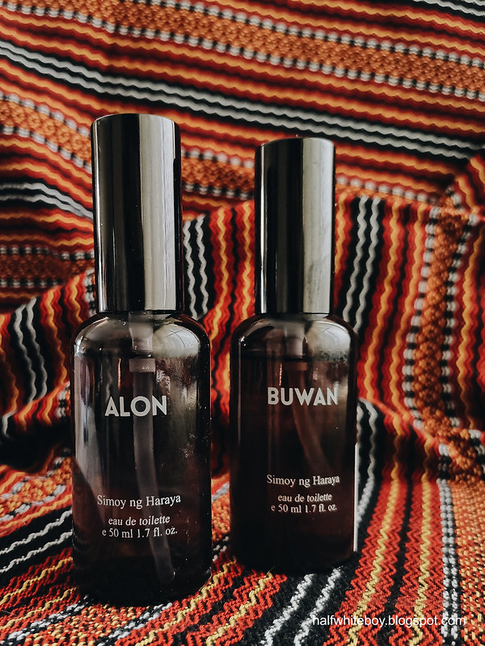 ALON
Simoy ng Haraya
eau de toilette
e 50 ml 1.7 fl. oz.
BUWAN
Simoy ng Haraya
eau de toilette
e 50 ml 1.7 fl. oz.
halfwhiteboy.blogspot.com